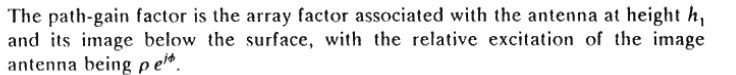 The path-gain factor is the array factor associated with the antenna at height h₁
and its image below the surface, with the relative excitation of the image
antenna being ρ eʲᶲ.